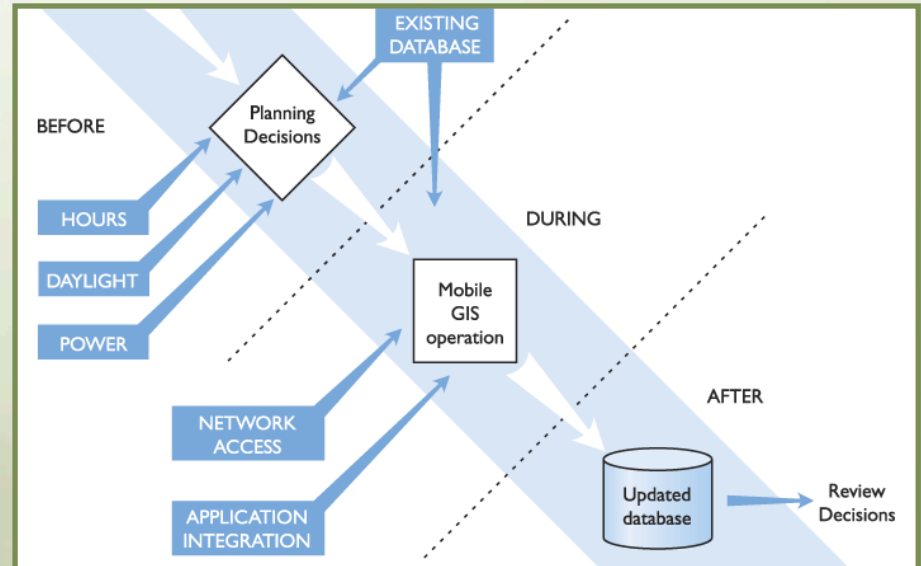 EXISTING
DATABASE
Planning
Decisions
BEFORE
HOURS
DAYLIGHT
POWER
DURING
Mobile
GIS
operation
NETWORK
ACCESS
APPLICATION
INTEGRATION
AFTER
Updated
database
Review
Decisions